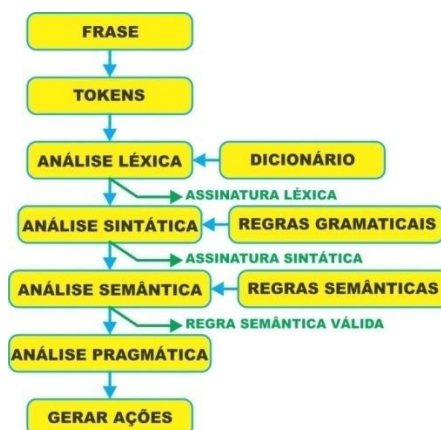 FRASE
TOKENS
ANÁLISE LÉXICA
DICIONÁRIO
ASSINATURA LÉXICA
ANÁLISE SINTÁTICA
REGRAS GRAMATICAIS
ASSINATURA SINTÁTICA
ANÁLISE SEMÂNTICA
REGRAS SEMÂNTICAS
REGRA SEMÂNTICA VÁLIDA
ANÁLISE PRAGMÁTICA
GERAR AÇÕES